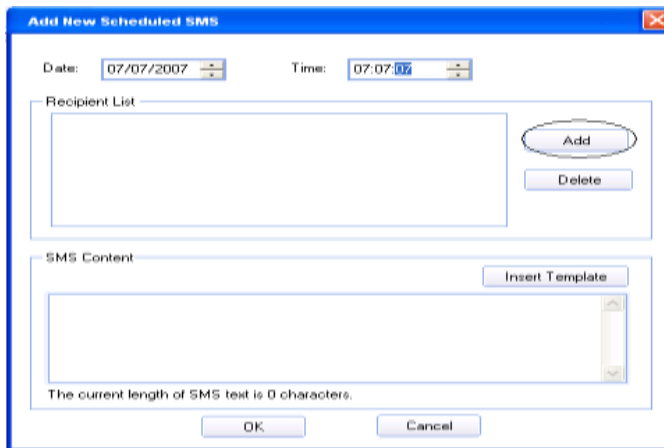 Add New Scheduled SMS
Date: 07/07/2007 Time: 07:07:07
Recipient List
Add
Delete
SMS Content
Insert Template
The current length of SMS text is 0 characters.
OK Cancel